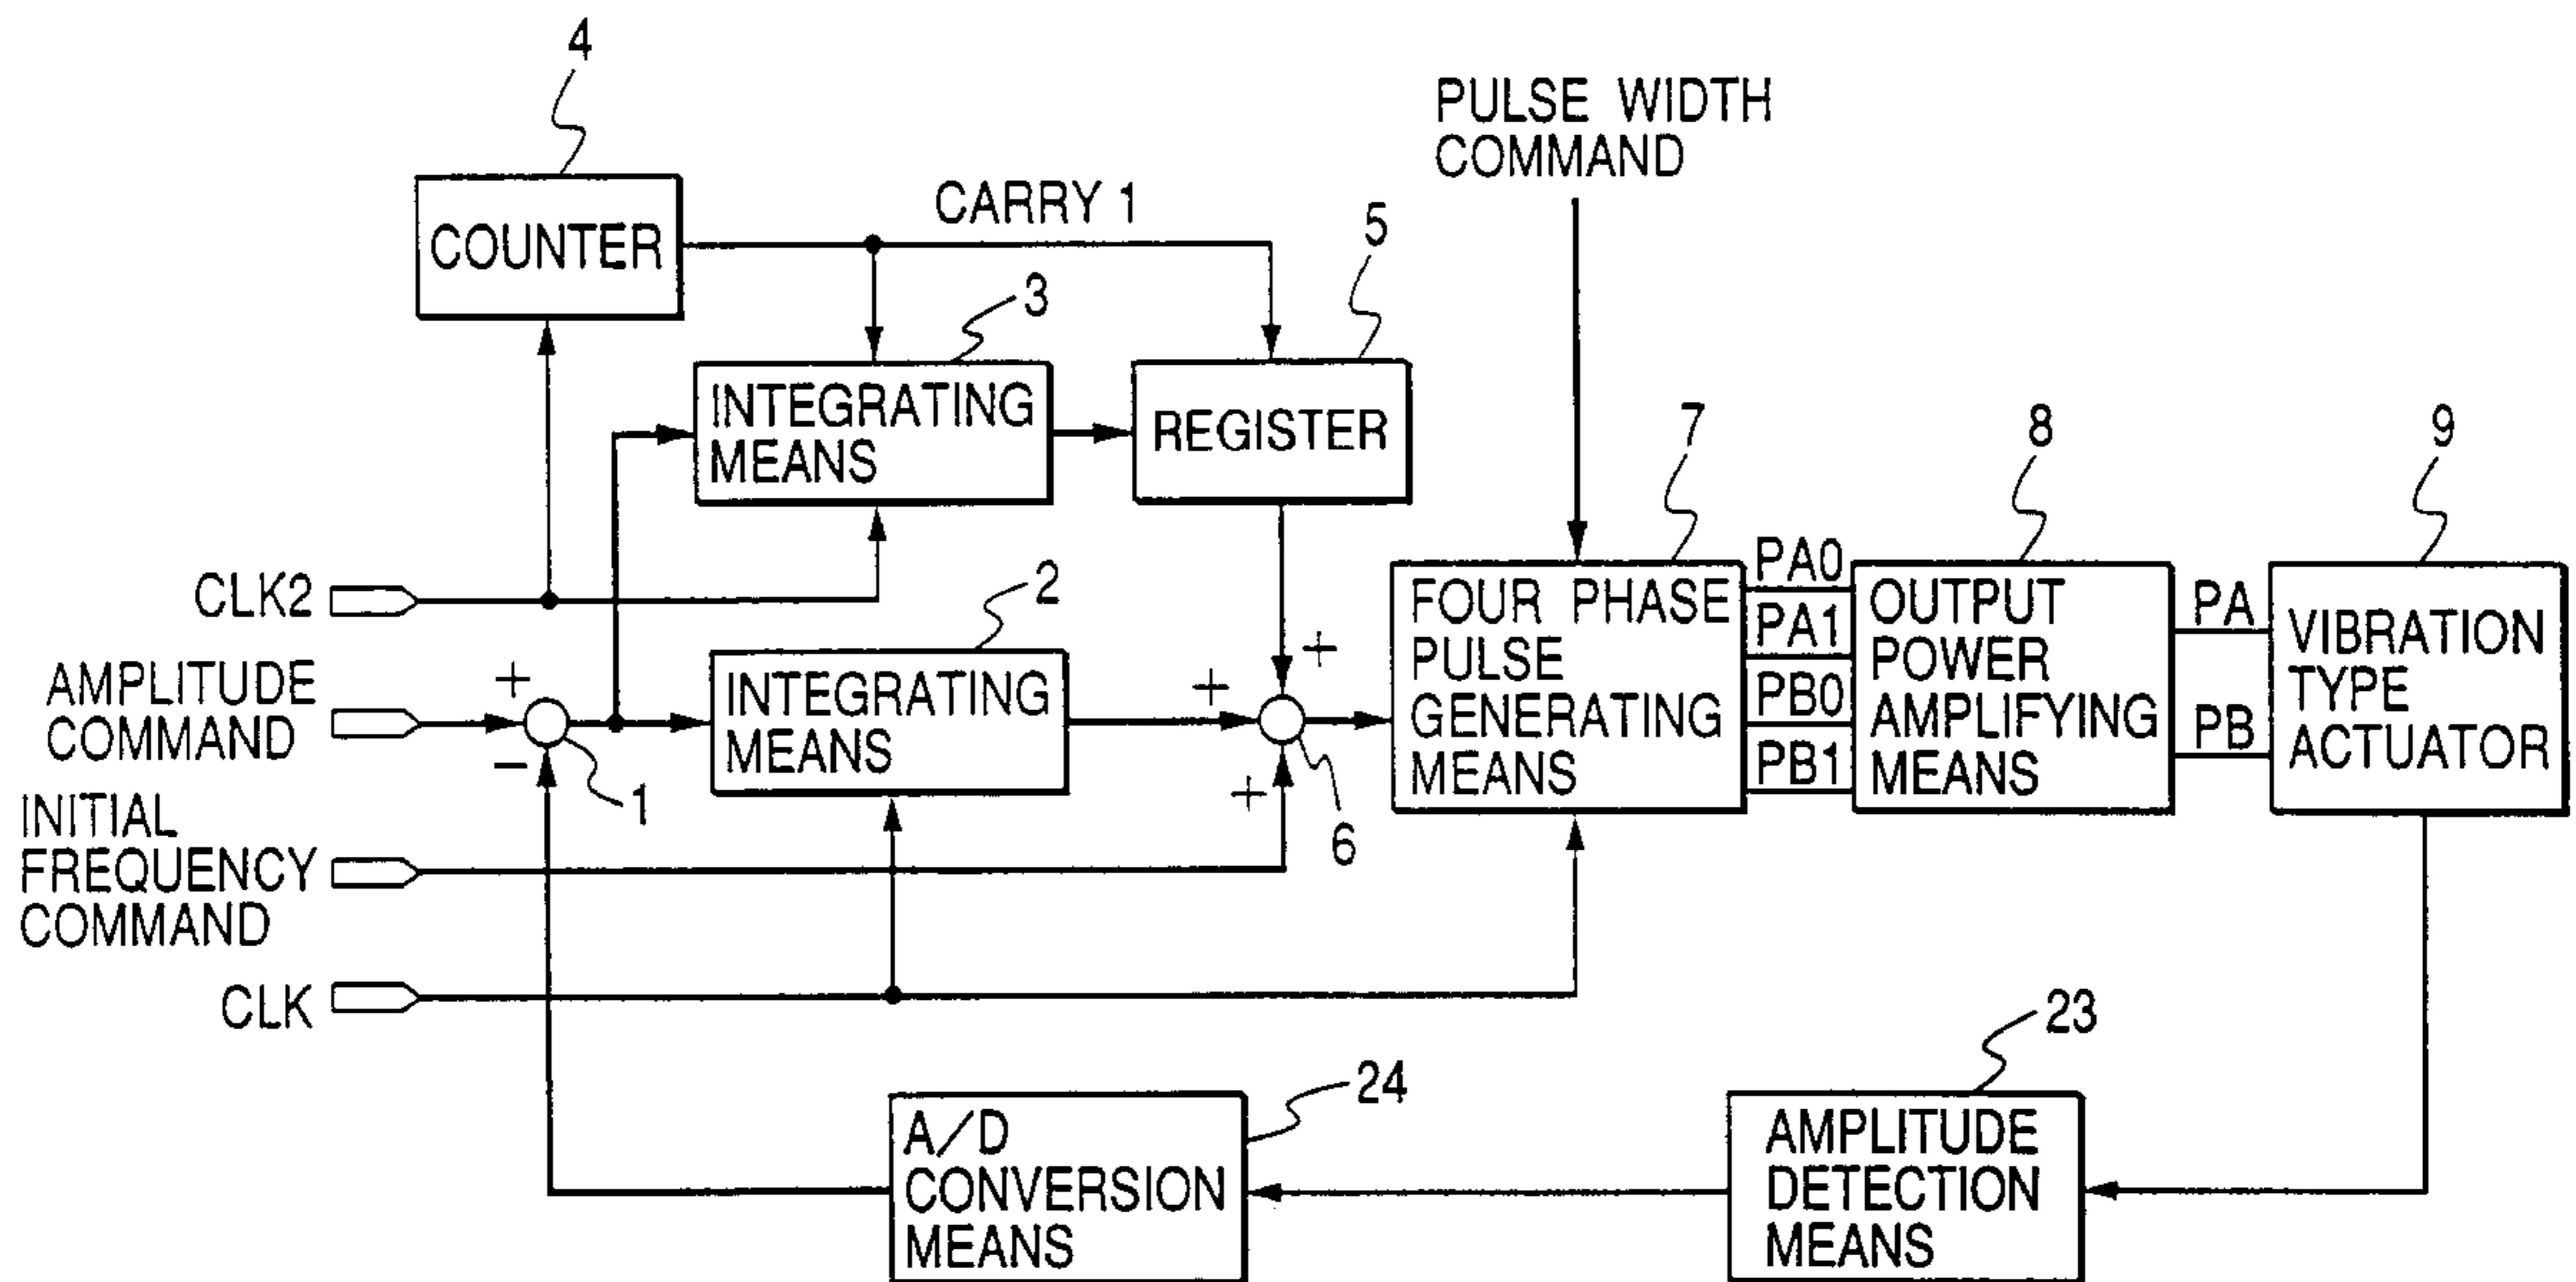 4
PULSE WIDTH
COMMAND
CARRY 1
5
COUNTER
3
INTEGRATING
MEANS
REGISTER
7
8
9
CLK2
2
PA0
PA1
PB0
PB1
FOUR PHASE
PULSE
GENERATING
MEANS
OUTPUT
POWER
AMPLIFYING
MEANS
PA
PB
VIBRATION
TYPE
ACTUATOR
AMPLITUDE
COMMAND
+
−
1
INTEGRATING
MEANS
+
+
+
6
INITIAL
FREQUENCY
COMMAND
CLK
23
24
A/D
CONVERSION
MEANS
AMPLITUDE
DETECTION
MEANS